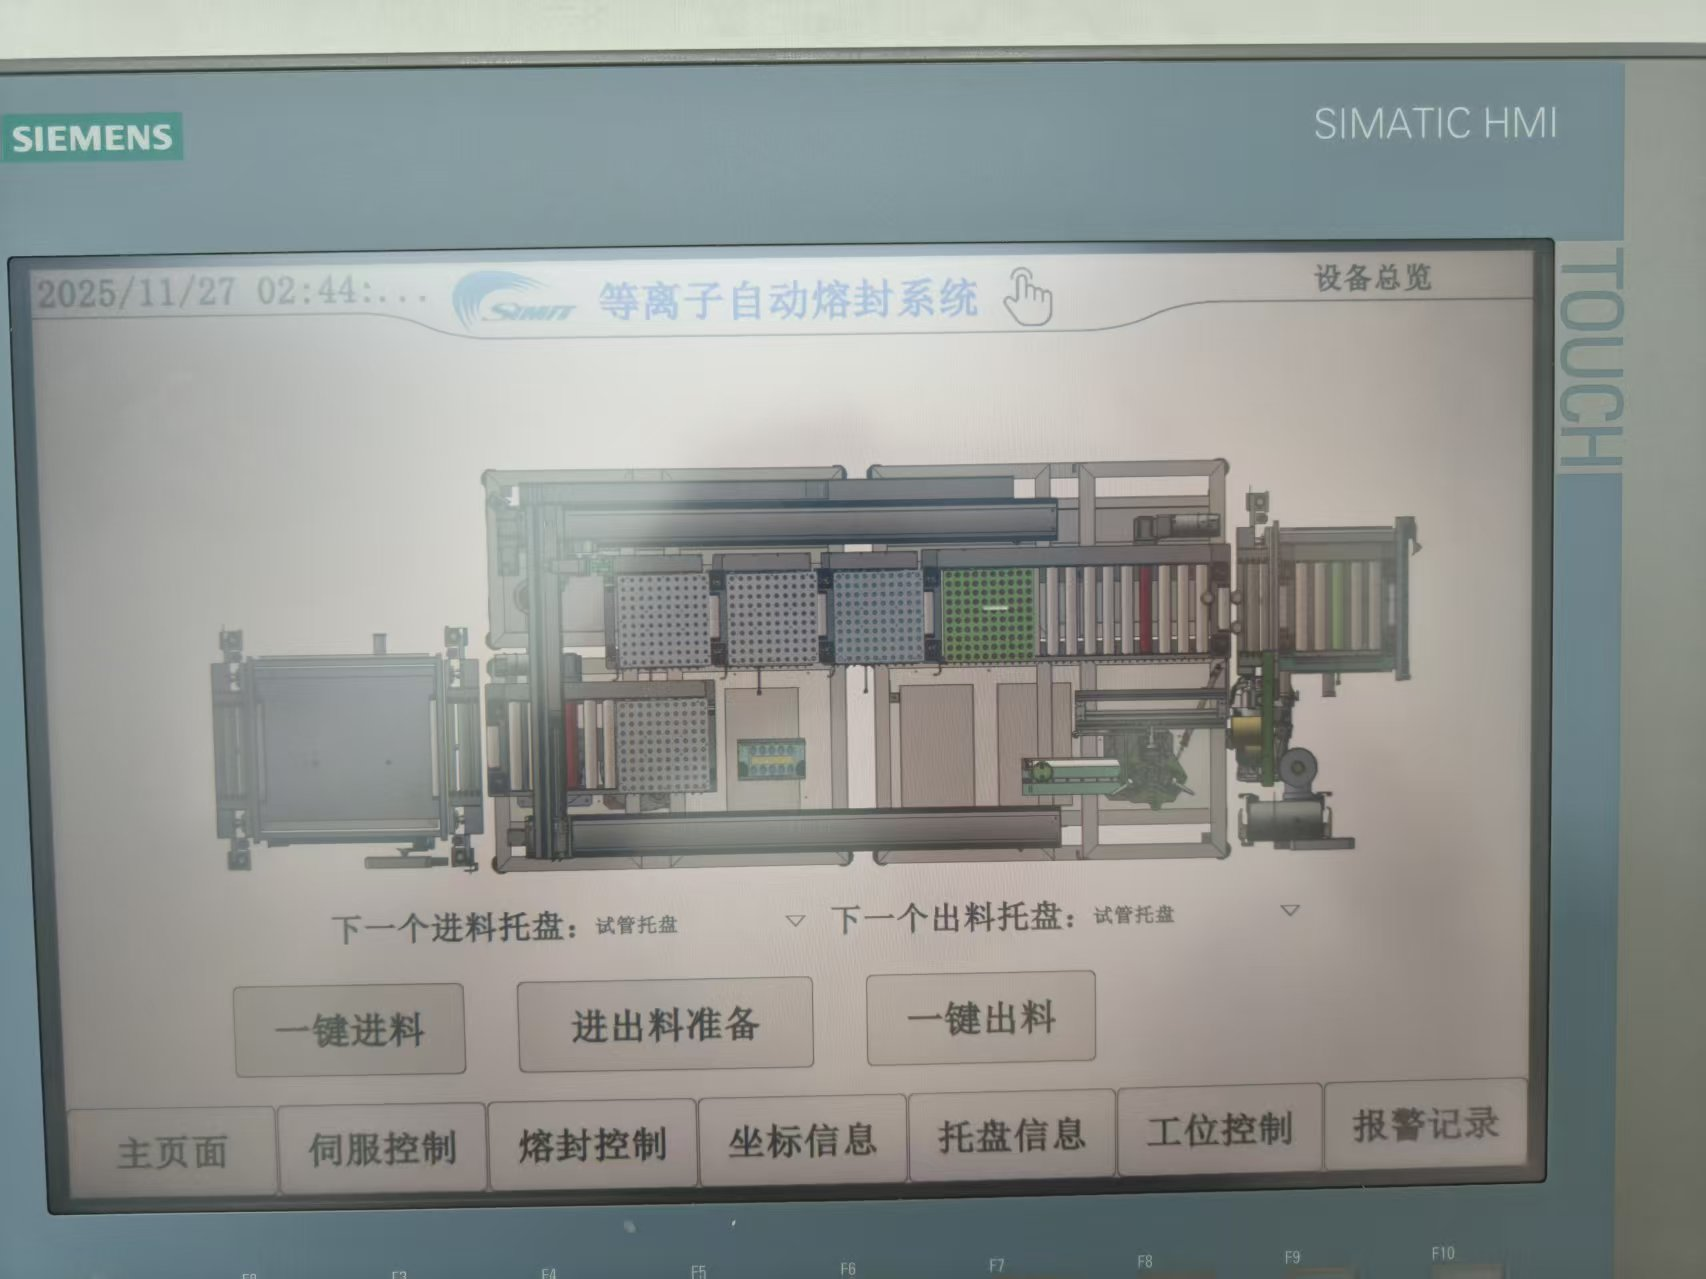 SIEMENS
SIMATIC HMI
TOUCH
2025/11/27 02:44:...
SIMIT
等离子自动熔封系统
设备总览
下一个进料托盘：试管托盘
下一个出料托盘：试管托盘
一键进料
进出料准备
一键出料
主页面
伺服控制
熔封控制
坐标信息
托盘信息
工位控制
报警记录
F3
F4
F5
F6
F7
F8
F9
F10